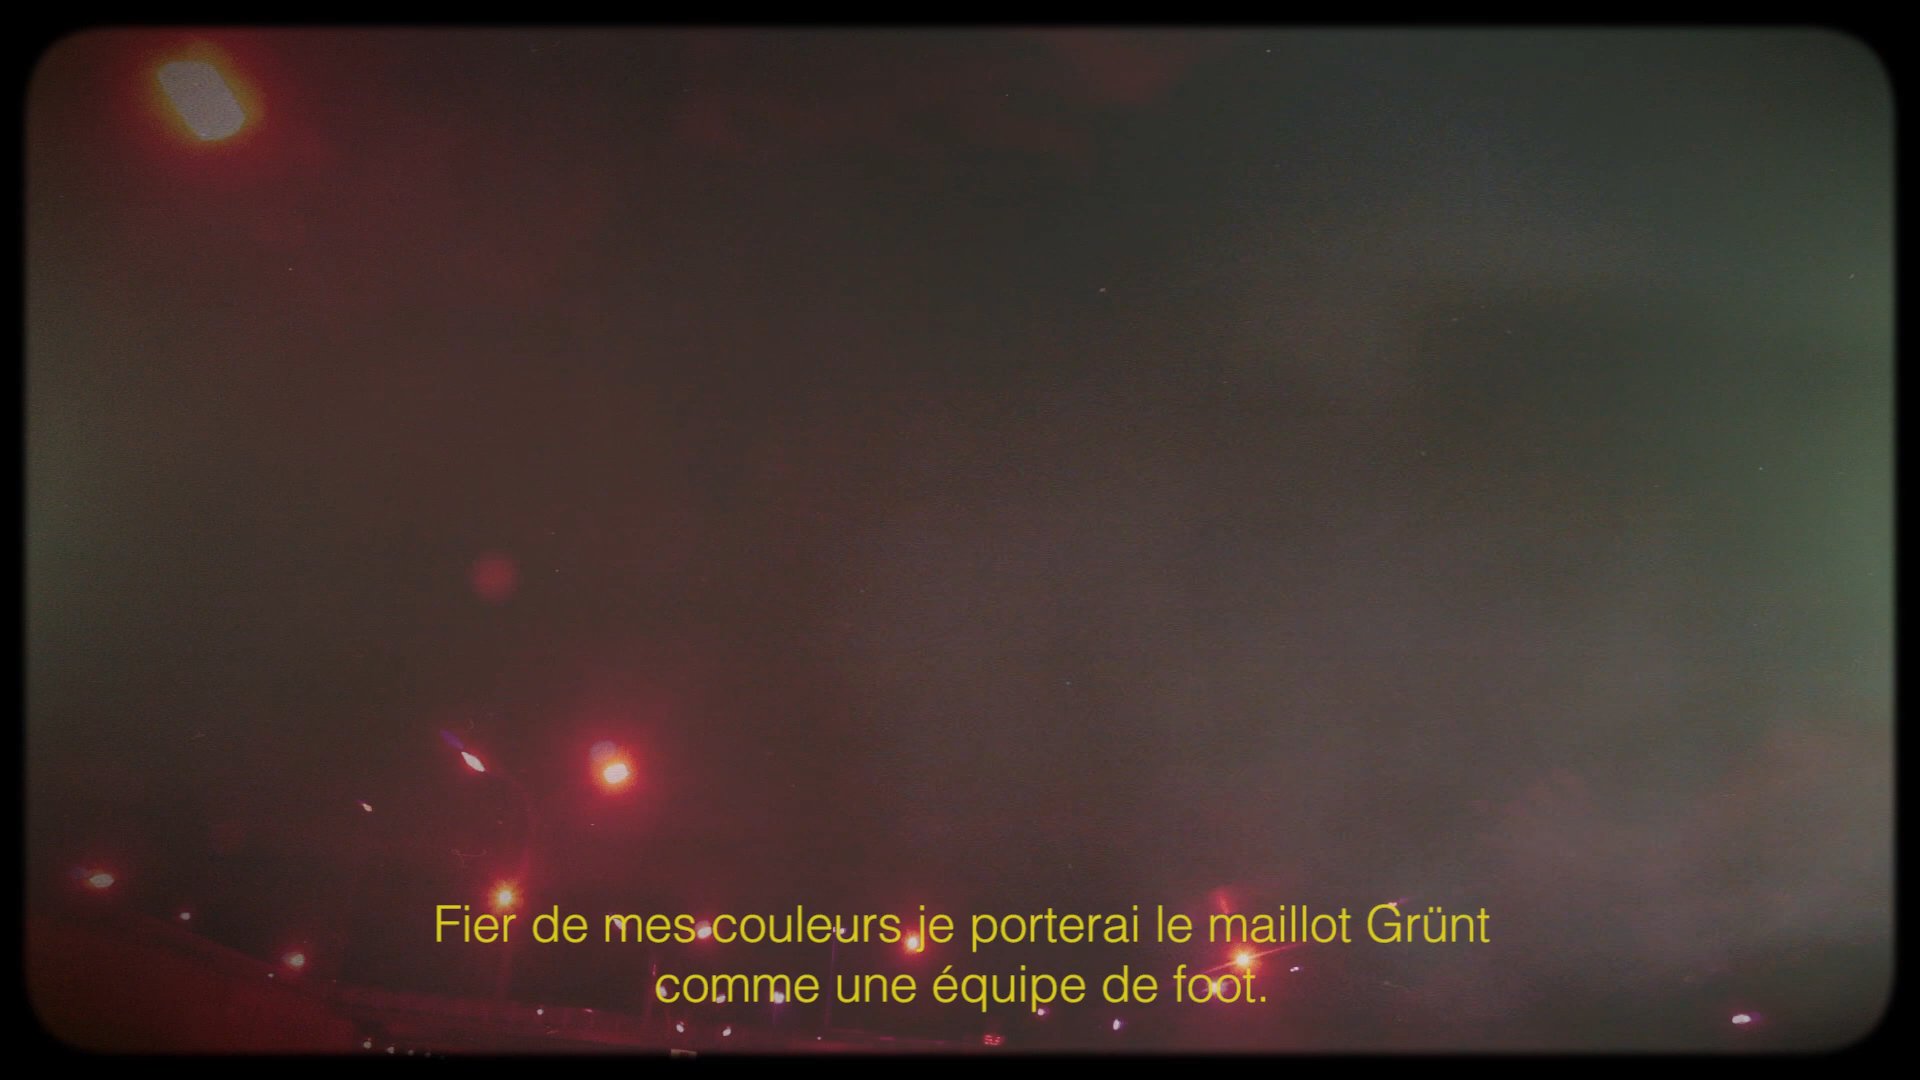 Fier de mes couleurs je porterai le maillot Grünt
comme une équipe de foot.